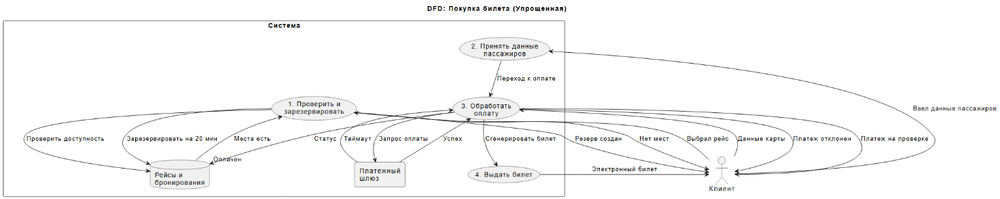 DFD: Покупка билета (Упрощенная)
Система
2. Принять данные
пассажиров
Переход к оплате
1. Проверить и
зарезервировать
3. Обработать
оплату
Ввел данные пассажиров
Проверить доступность
Зарезервировать на 20 мин
Места есть
Статус
Таймаут
Запрос оплаты
Успех
Сгенерировать билет
Резерв создан
Нет мест
Выбрал рейс
Данные карты
Платеж отклонен
Платеж на проверке
Оплачен
Рейсы и
бронирования
Платежный
шлюз
4. Выдать билет
Электронный билет
Клиент